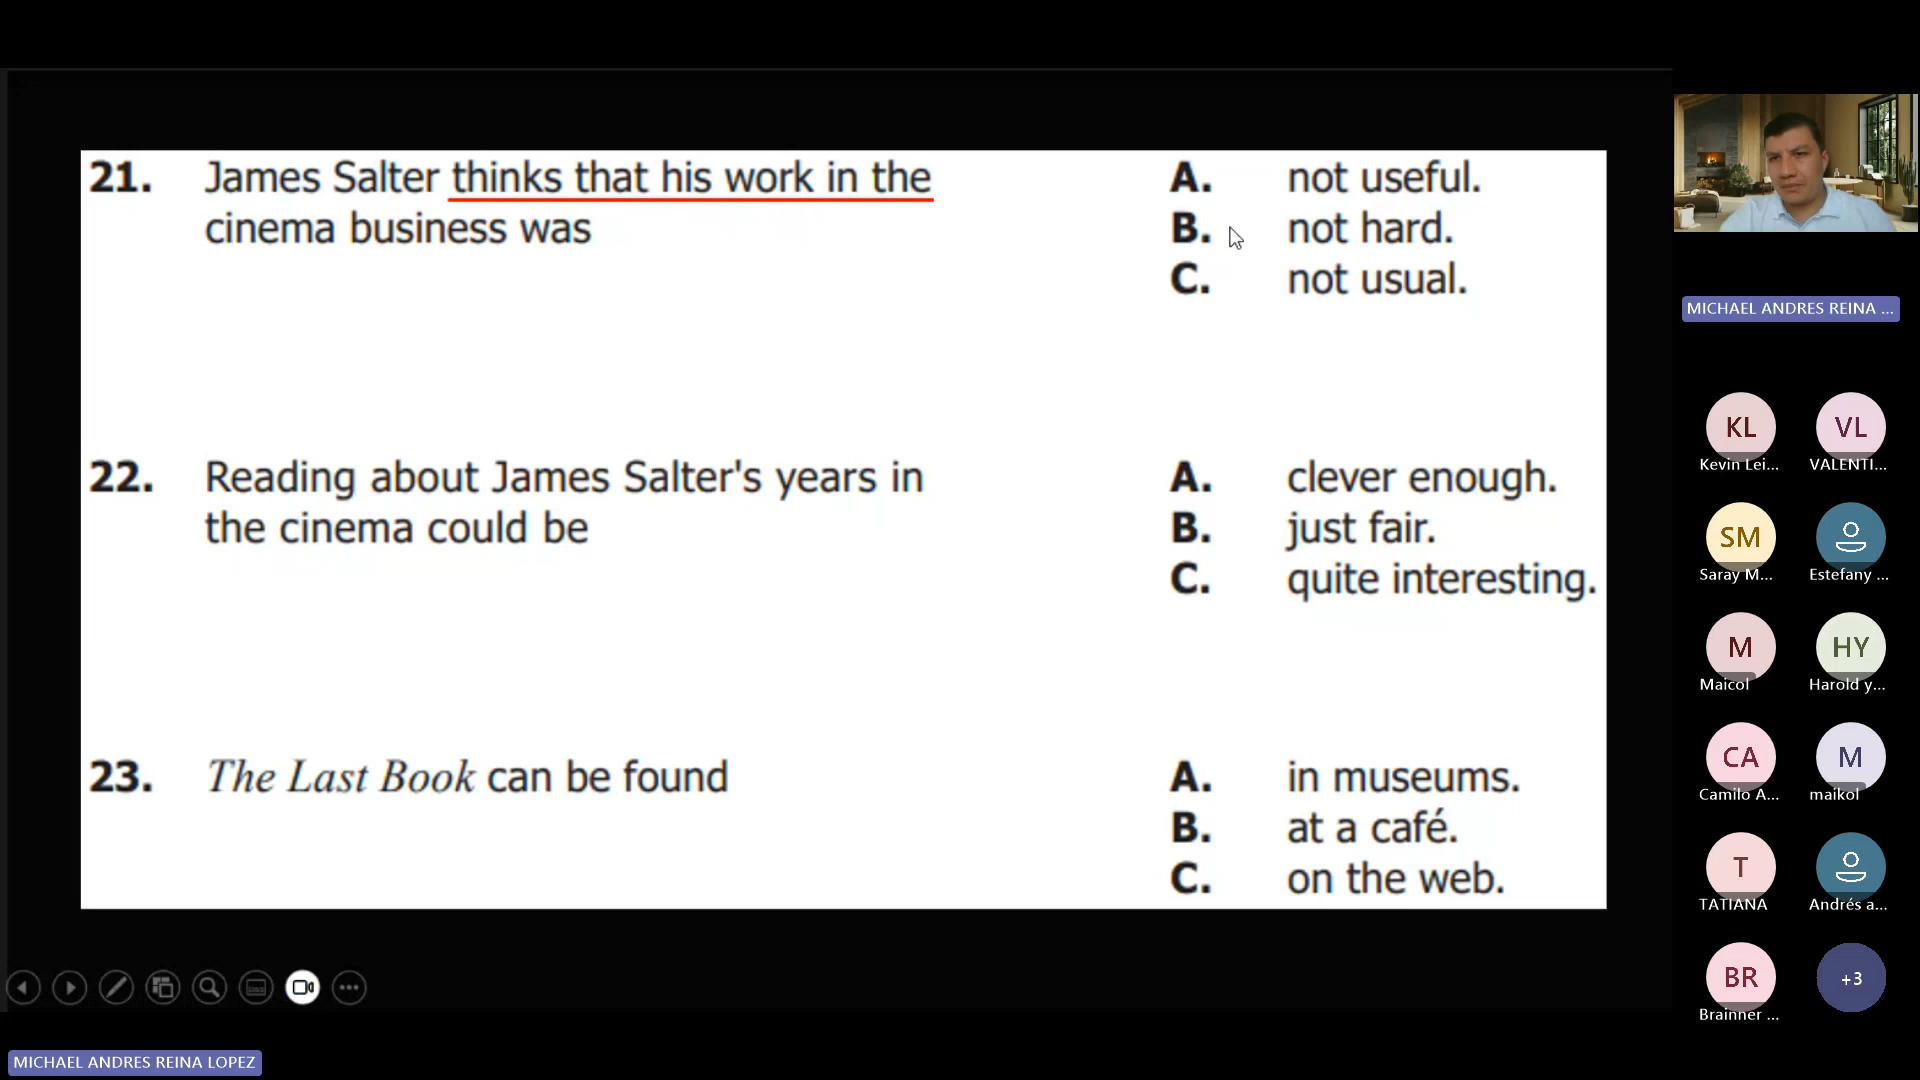 21. James Salter thinks that his work in the
cinema business was
A. not useful.
B. not hard.
C. not usual.
22. Reading about James Salter's years in
the cinema could be
A. clever enough.
B. just fair.
C. quite interesting.
23. The Last Book can be found
A. in museums.
B. at a café.
C. on the web.
MICHAEL ANDRES REINA ...
KL
Kevin Lei...
VL
VALENTI...
SM
Saray M...
Estefany ...
M
Maicol
HY
Harold y...
CA
Camilo A...
M
maikol
T
TATIANA
Andrés a...
BR
Brainner ...
+3
MICHAEL ANDRES REINA LOPEZ